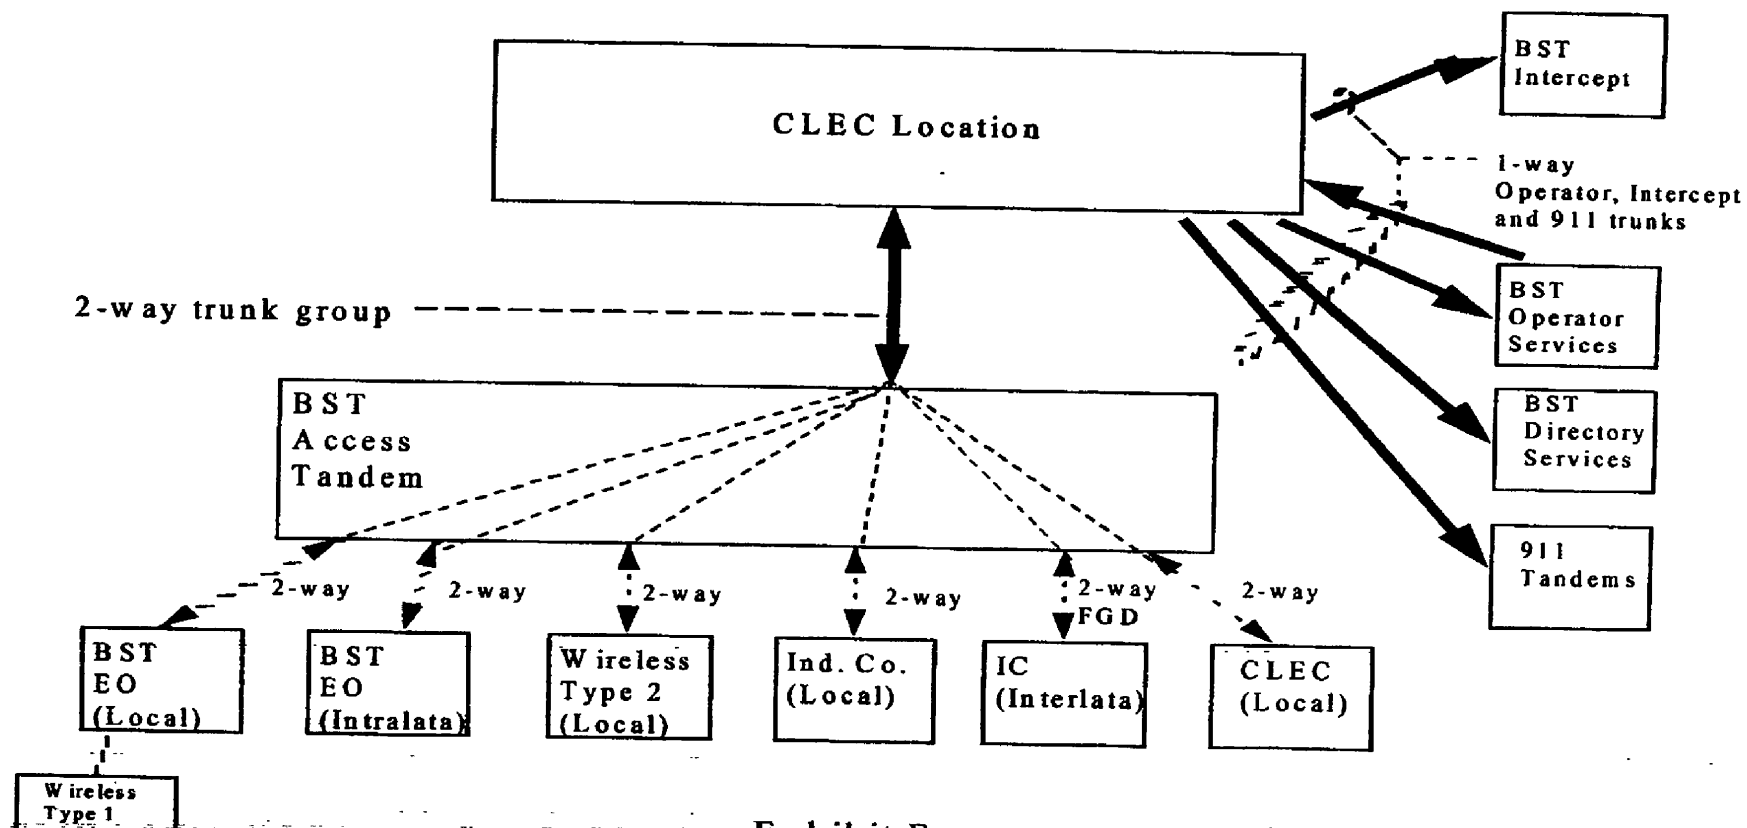 BST
Intercept
CLEC Location
1-way
Operator, Intercept
and 911 trunks
2-way trunk group
BST
Operator
Services
BST
Access
Tandem
BST
Directory
Services
911
Tandems
2-way
2-way
2-way
2-way
2-way
FGD
2-way
BST
EO
(Local)
BST
EO
(Intralata)
Wireless
Type 2
(Local)
Ind. Co.
(Local)
IC
(Interlata)
CLEC
(Local)
Wireless
Type 1